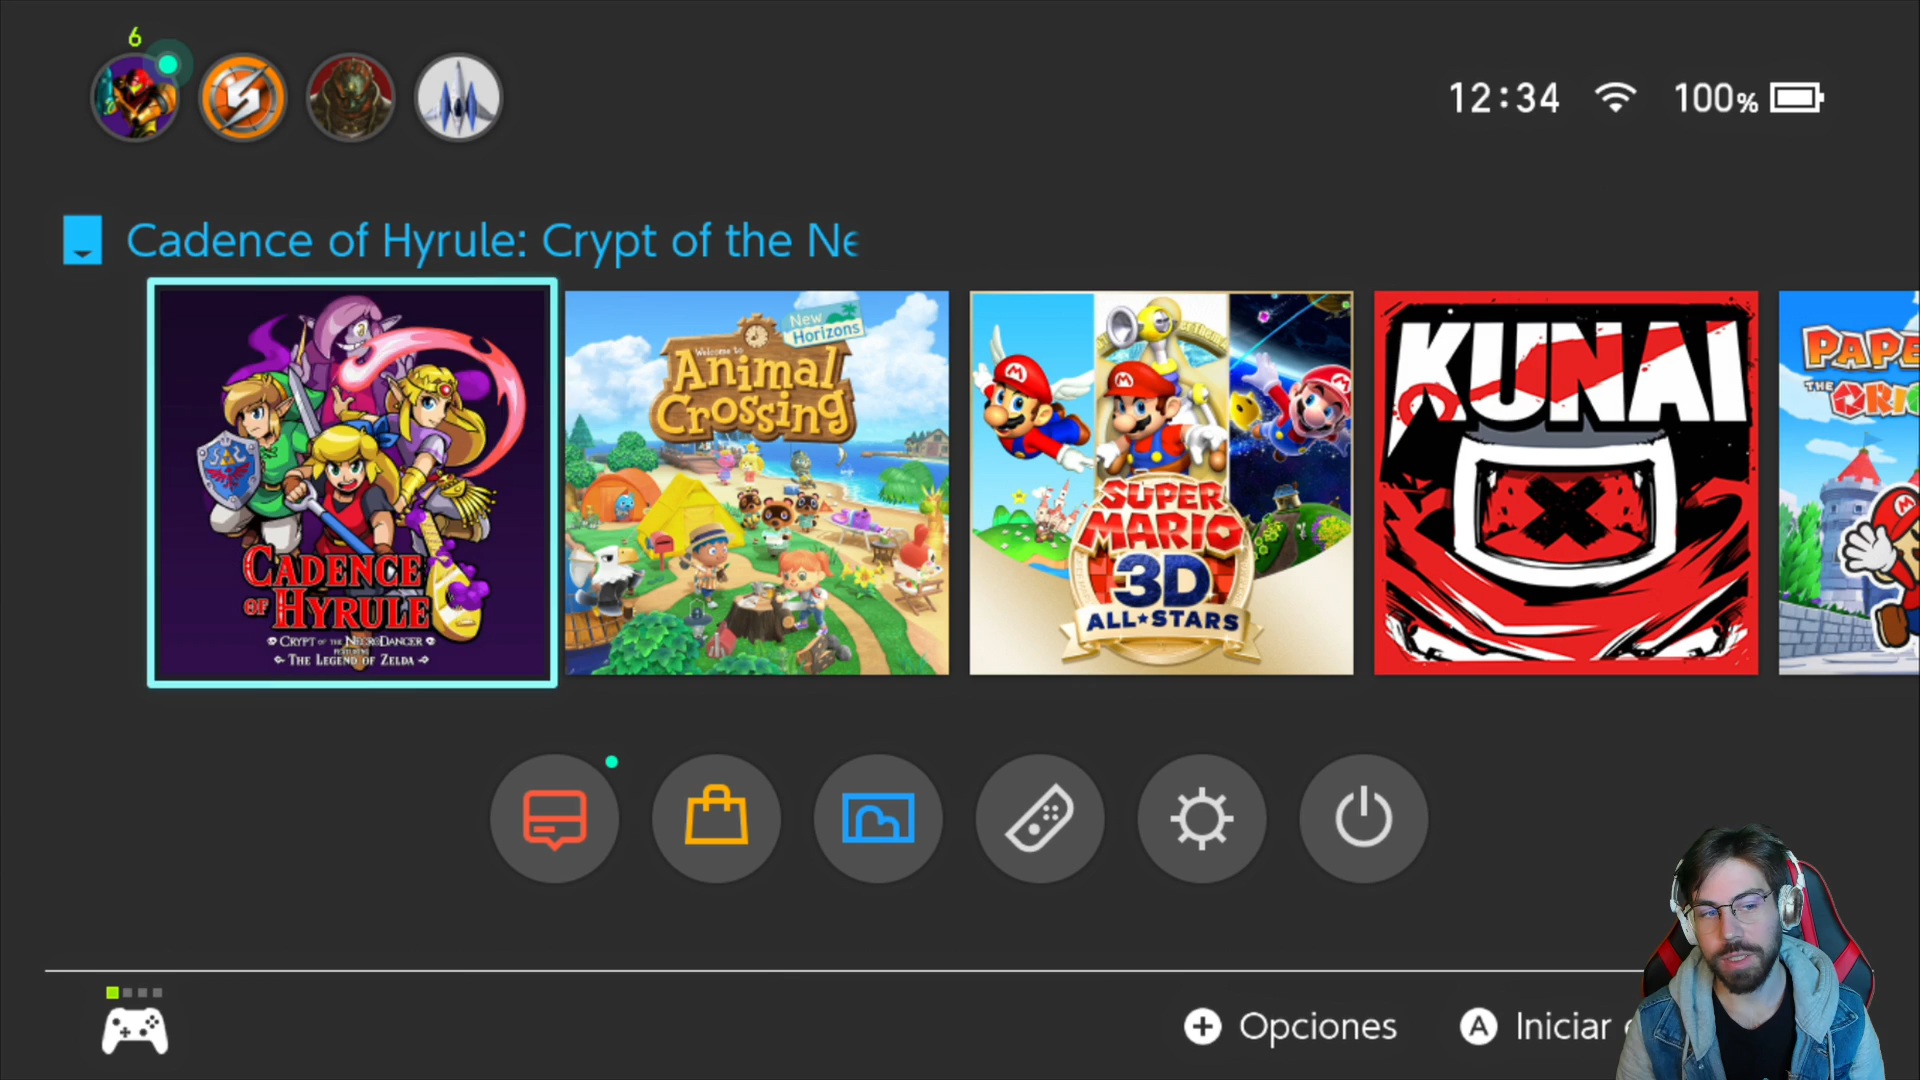 6
12:34
100%
Cadence of Hyrule: Crypt of the Ne
CADENCE
OF HYRULE
CRYPT OF THE NECRODANCER
FEATURING
THE LEGEND OF ZELDA
New
Horizons
Welcome to
Animal
Crossing
SUPER
MARIO
3D
ALL★STARS
KUNAI
PAPE
THE ORI
+ Opciones
A Iniciar